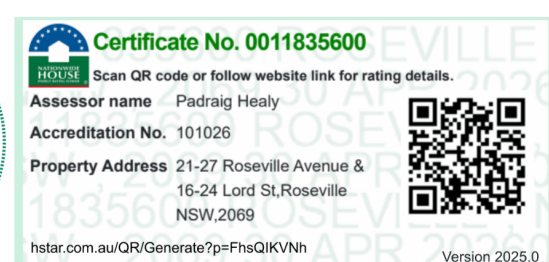 Certificate No. 0011835600
NATIONWIDE
HOUSE
Scan QR code or follow website link for rating details.
Assessor name Padraig Healy
Accreditation No. 101026
Property Address 21-27 Roseville Avenue &
16-24 Lord St,Roseville
NSW,2069
hstar.com.au/QR/Generate?p=FhsQIKVNh
Version 2025.0